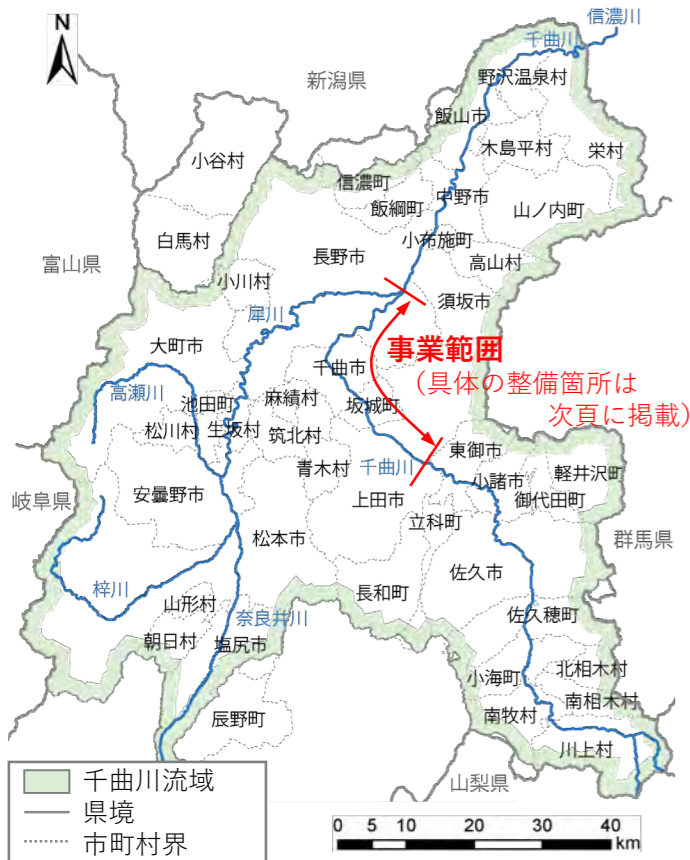 N
信濃川
千曲川
新潟県
野沢温泉村
飯山市
木島平村
栄村
小谷村
信濃町
飯綱町
中野市
山ノ内町
白馬村
小布施町
長野市
高山村
富山県
小川村
須坂市
犀川
大町市
事業範囲
（具体の整備箇所は
次頁に掲載）
千曲市
高瀬川
池田町
麻績村
坂城町
松川村
生坂村
筑北村
東御市
青木村
千曲川
小諸市
軽井沢町
岐阜県
安曇野市
上田市
御代田町
立科町
群馬県
松本市
佐久市
梓川
長和町
山形村
奈良井川
佐久穂町
朝日村
塩尻市
小海町
北相木村
南相木村
辰野町
南牧村
川上村
山梨県
千曲川流域
県境
市町村界
0 5 10 20 30 40
km